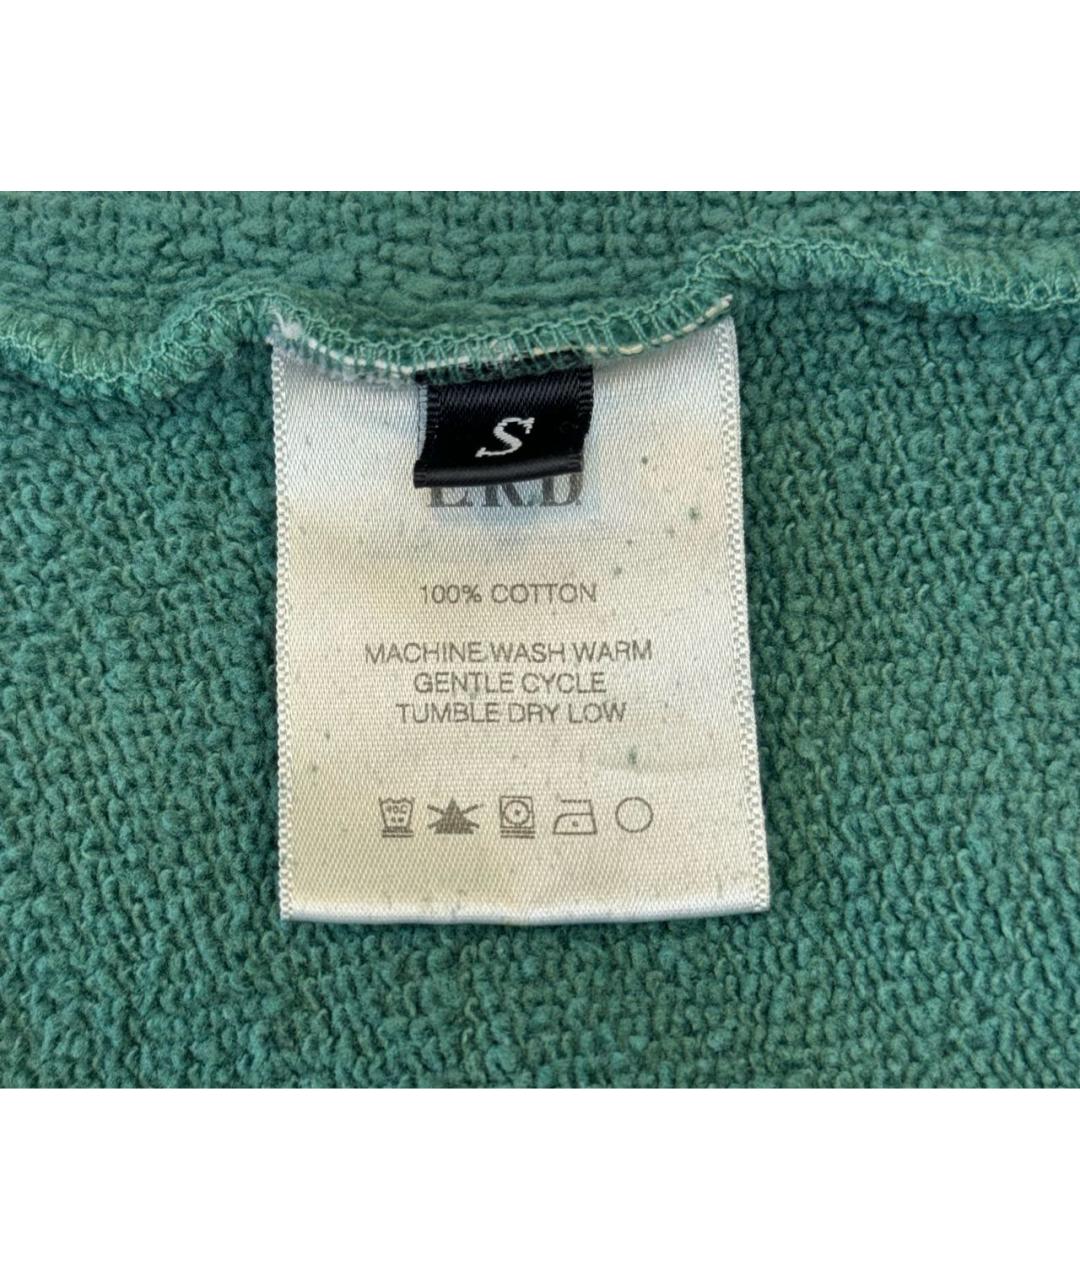 S
E.R.D.
100% COTTON
MACHINE WASH WARM
GENTLE CYCLE
TUMBLE DRY LOW